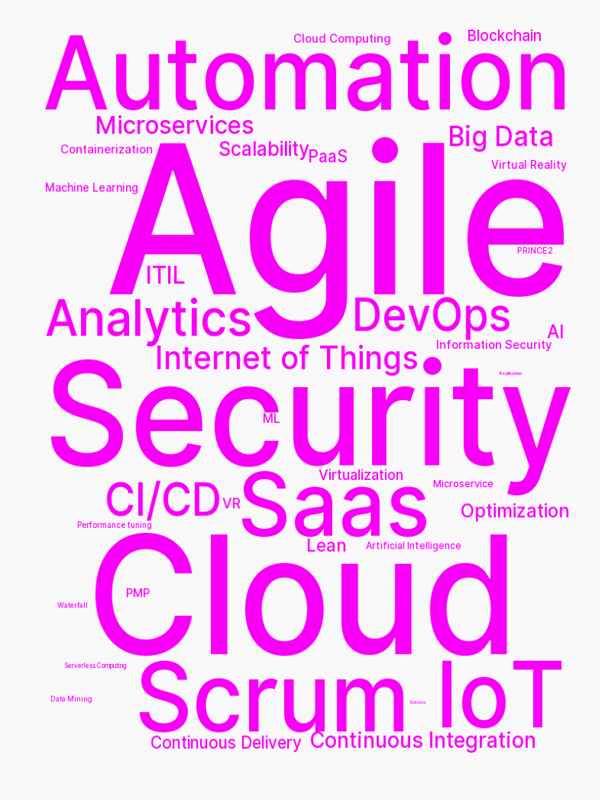 Cloud Computing
Blockchain
Automation
Microservices
Big Data
Containerization
Scalability
PaaS
Virtual Reality
Machine Learning
Agile
PRINCE2
ITIL
Analytics
DevOps
AI
Information Security
Internet of Things
Security
ML
Virtualization
Microservice
CI/CD
VR
Saas
Optimization
Performance tuning
Lean
Artificial Intelligence
Cloud
PMP
Waterfall
Serverless Computing
Scrum
IoT
Data Mining
Continuous Delivery
Continuous Integration